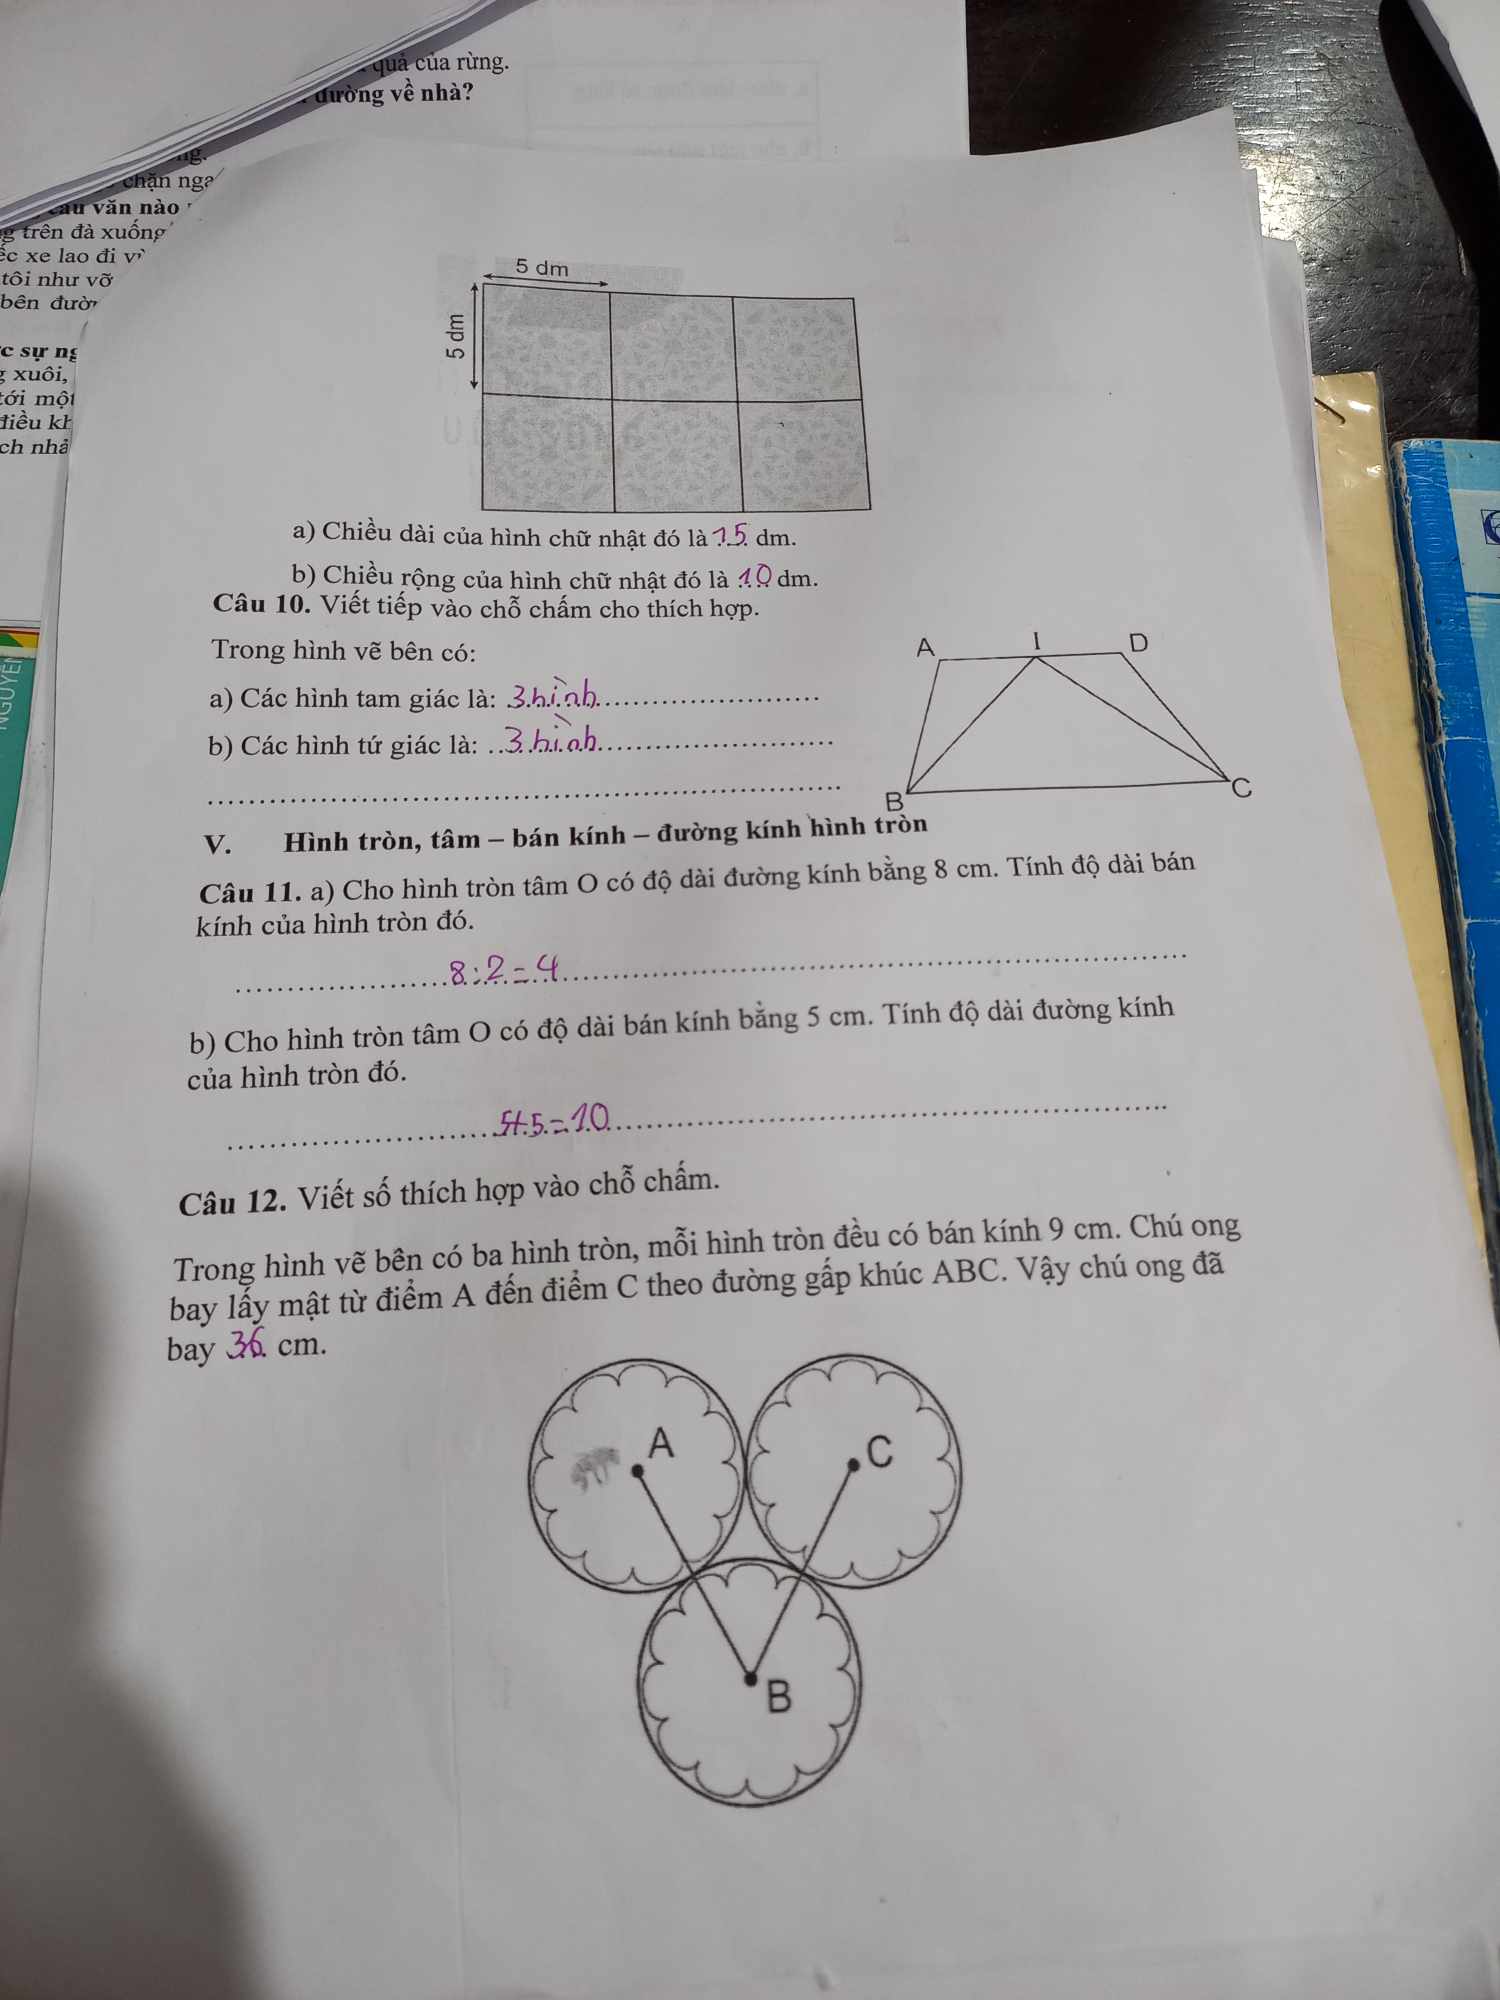 quả của rừng.
đường về nhà?
chặn nga
câu văn nào
g trên đà xuống
ếc xe lao đi vì
tôi như vỡ
bên đườn
c sự ng
g xuôi,
tới một
điều kh
ch nhả
NGUYỄN
5 dm
5 dm
a) Chiều dài của hình chữ nhật đó là 15 dm.
b) Chiều rộng của hình chữ nhật đó là 10 dm.
Câu 10. Viết tiếp vào chỗ chấm cho thích hợp.
Trong hình vẽ bên có:
a) Các hình tam giác là: 3 hình
b) Các hình tứ giác là: 3 hình
A I D
B C
V. Hình tròn, tâm – bán kính – đường kính hình tròn
Câu 11. a) Cho hình tròn tâm O có độ dài đường kính bằng 8 cm. Tính độ dài bán
kính của hình tròn đó.
8:2=4
b) Cho hình tròn tâm O có độ dài bán kính bằng 5 cm. Tính độ dài đường kính
của hình tròn đó.
5+5=10
Câu 12. Viết số thích hợp vào chỗ chấm.
Trong hình vẽ bên có ba hình tròn, mỗi hình tròn đều có bán kính 9 cm. Chú ong
bay lấy mật từ điểm A đến điểm C theo đường gấp khúc ABC. Vậy chú ong đã
bay 36 cm.
A C
B